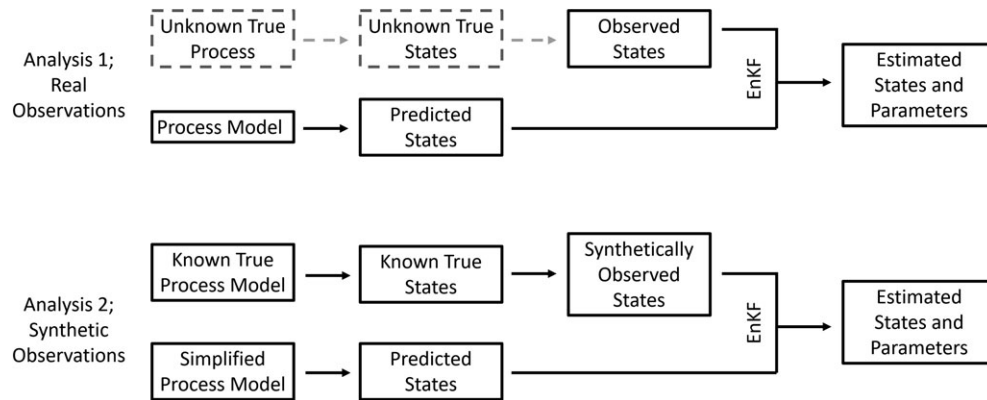 Analysis 1;
Real
Observations
Unknown True
Process
Unknown True
States
Observed
States
Process Model
Predicted
States
EnKF
Estimated
States and
Parameters
Analysis 2;
Synthetic
Observations
Known True
Process Model
Known True
States
Synthetically
Observed
States
Simplified
Process Model
Predicted
States
EnKF
Estimated
States and
Parameters